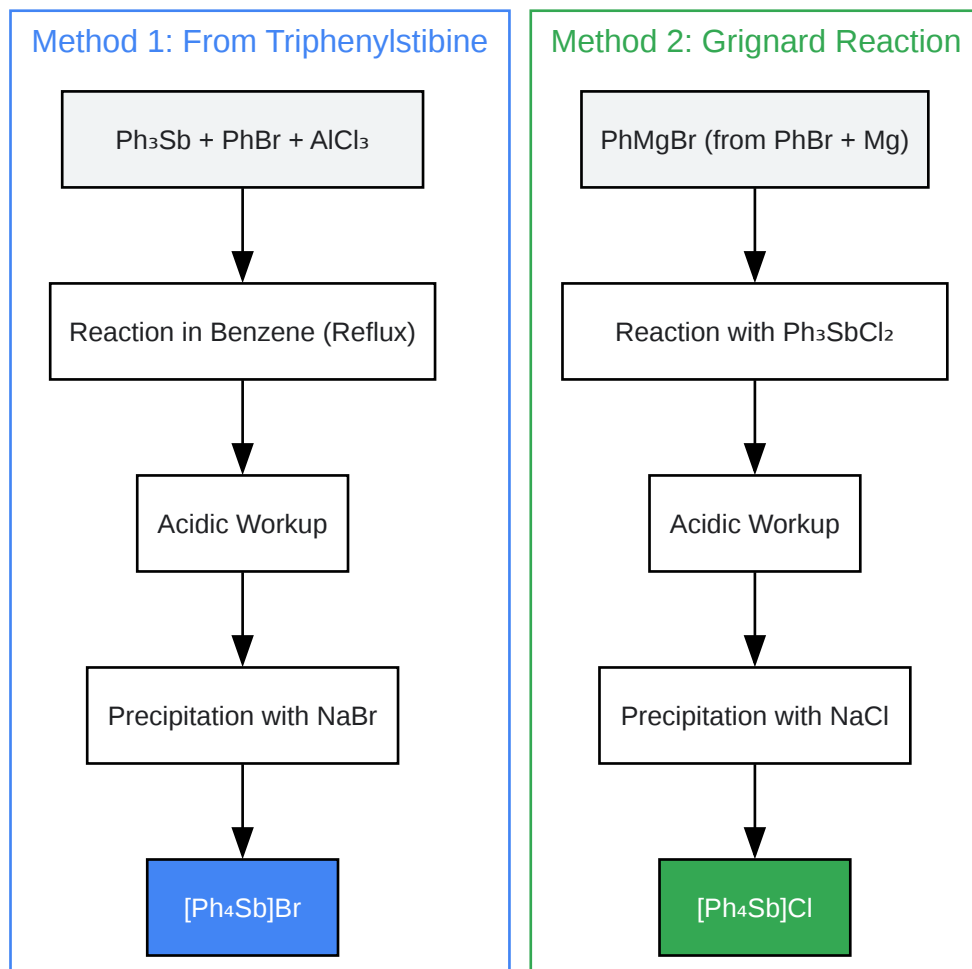 Method 1: From Triphenylstibine
Ph₃Sb + PhBr + AlCl₃
Reaction in Benzene (Reflux)
Acidic Workup
Precipitation with NaBr
[Ph₄Sb]Br
Method 2: Grignard Reaction
PhMgBr (from PhBr + Mg)
Reaction with Ph₃SbCl₂
Acidic Workup
Precipitation with NaCl
[Ph₄Sb]Cl